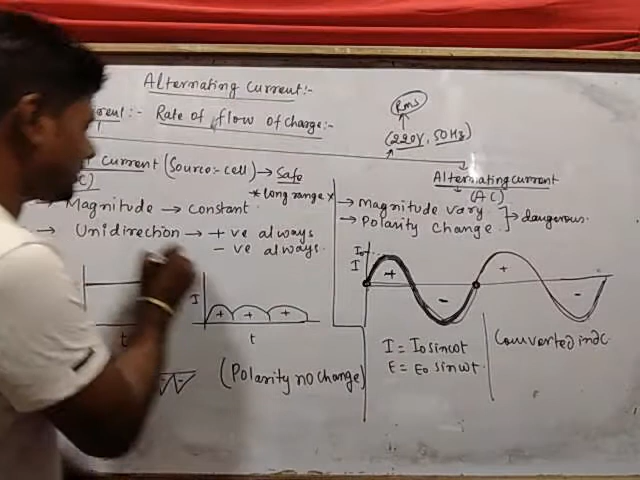 Alternating Current:-
Current:- Rate of flow of charge:-
Rms
(220V, 50Hz
Current (Source:- cell) → Safe
C)
* long range x
Magnitude → constant
→ Unidirection → + ve always
- ve always.
I
+ + +
t
t
(Polarity no change)
Alternating current
(AC)
→ Magnitude vary
→ Polarity change.
→ dangerous.
I₀
I
+ - + -
I = I₀ sinωt
E = E₀ sinωt.
Converted in dc.